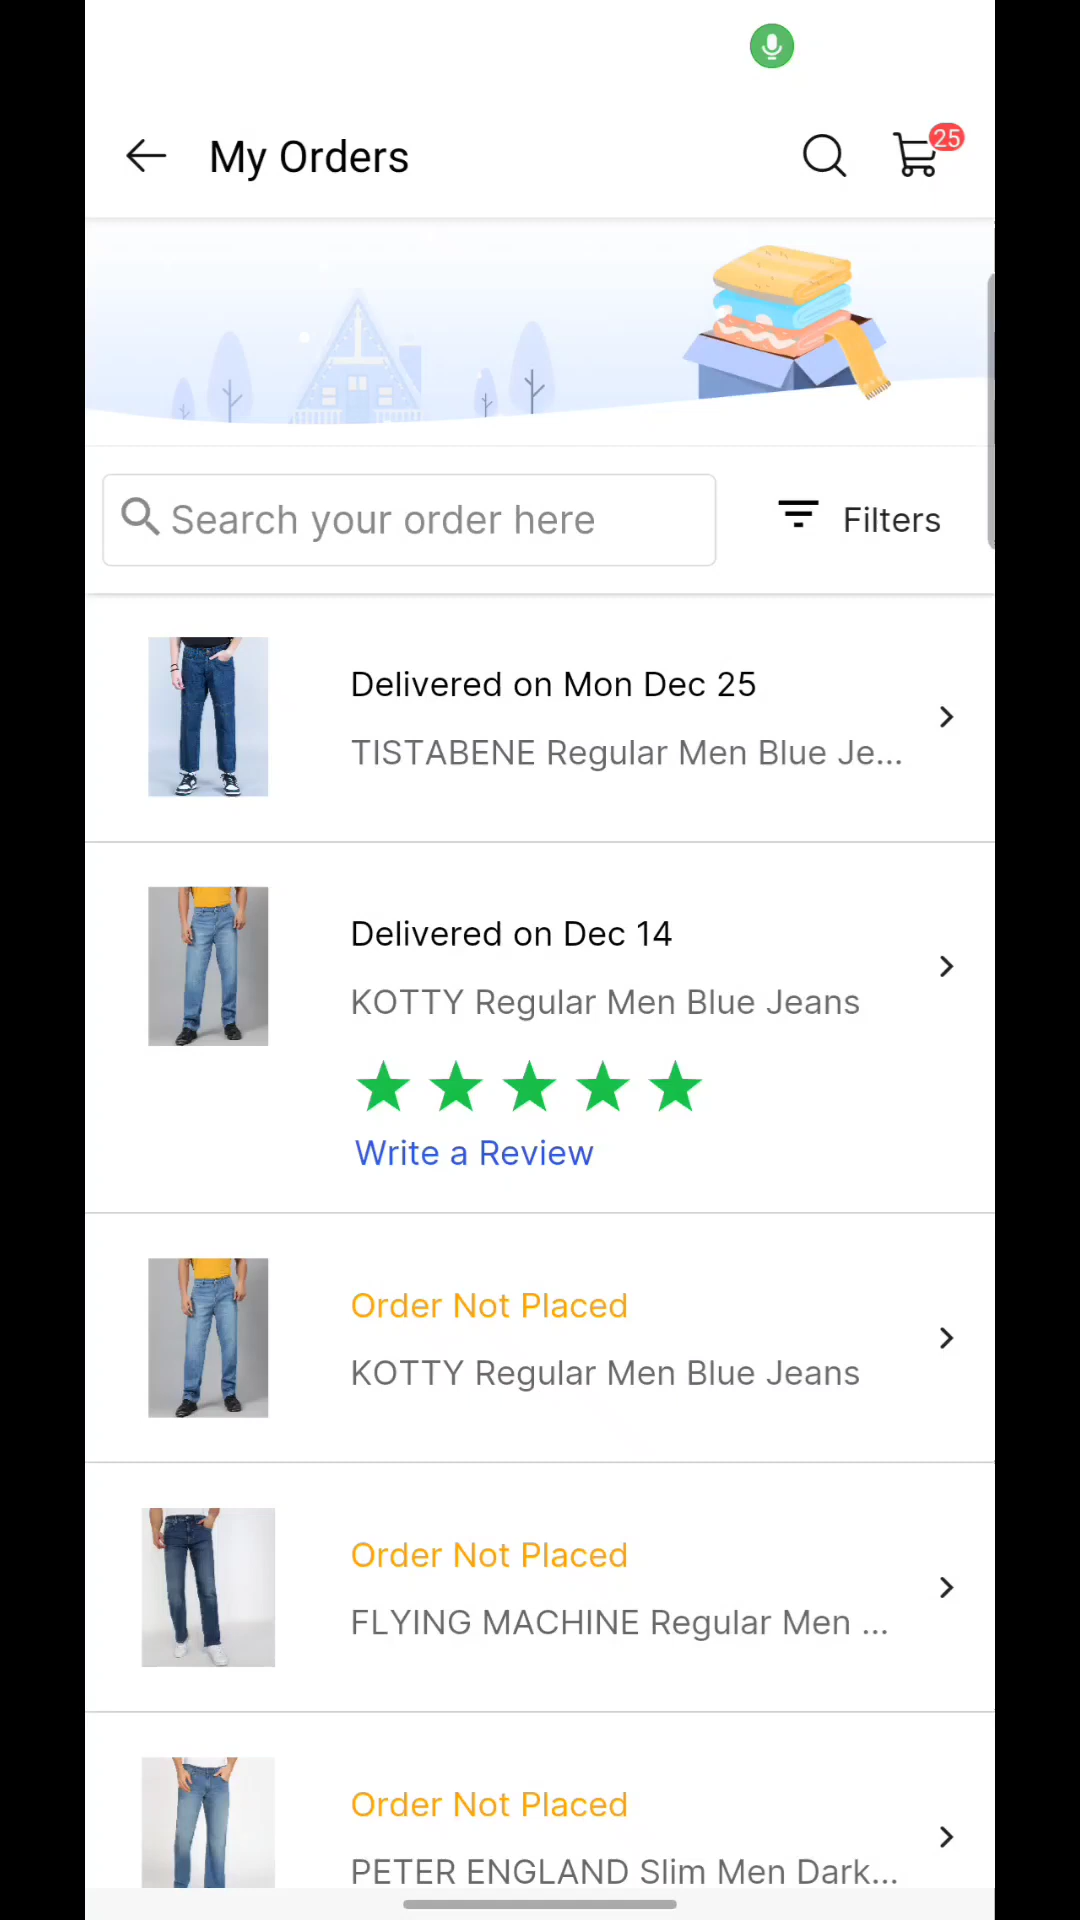 My Orders
25
Search your order here
Filters
Delivered on Mon Dec 25
TISTABENE Regular Men Blue Je...
Delivered on Dec 14
KOTTY Regular Men Blue Jeans
Write a Review
Order Not Placed
KOTTY Regular Men Blue Jeans
Order Not Placed
FLYING MACHINE Regular Men ...
Order Not Placed
PETER ENGLAND Slim Men Dark...